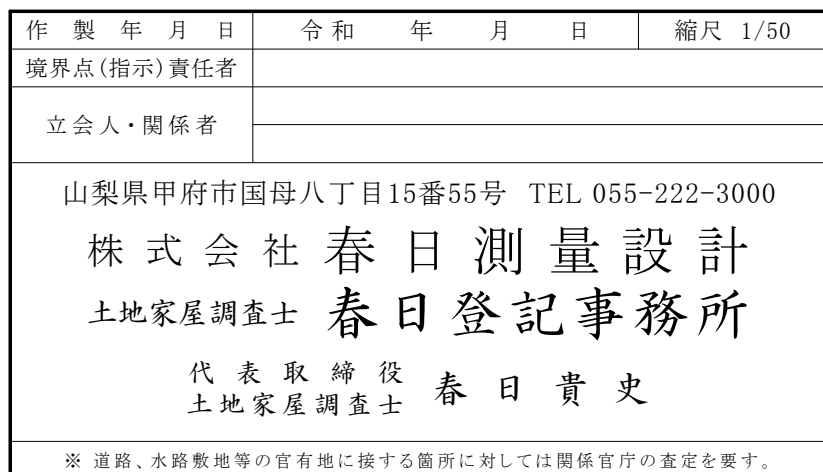 作製年月日 令和 年 月 日 縮尺 1/50
境界点(指示)責任者
立会人・関係者
山梨県甲府市国母八丁目15番55号 TEL 055-222-3000
株式会社 春日測量設計
土地家屋調査士 春日登記事務所
代表取締役
土地家屋調査士 春日貴史
※ 道路、水路敷地等の官有地に接する箇所に対しては関係官庁の査定を要す。